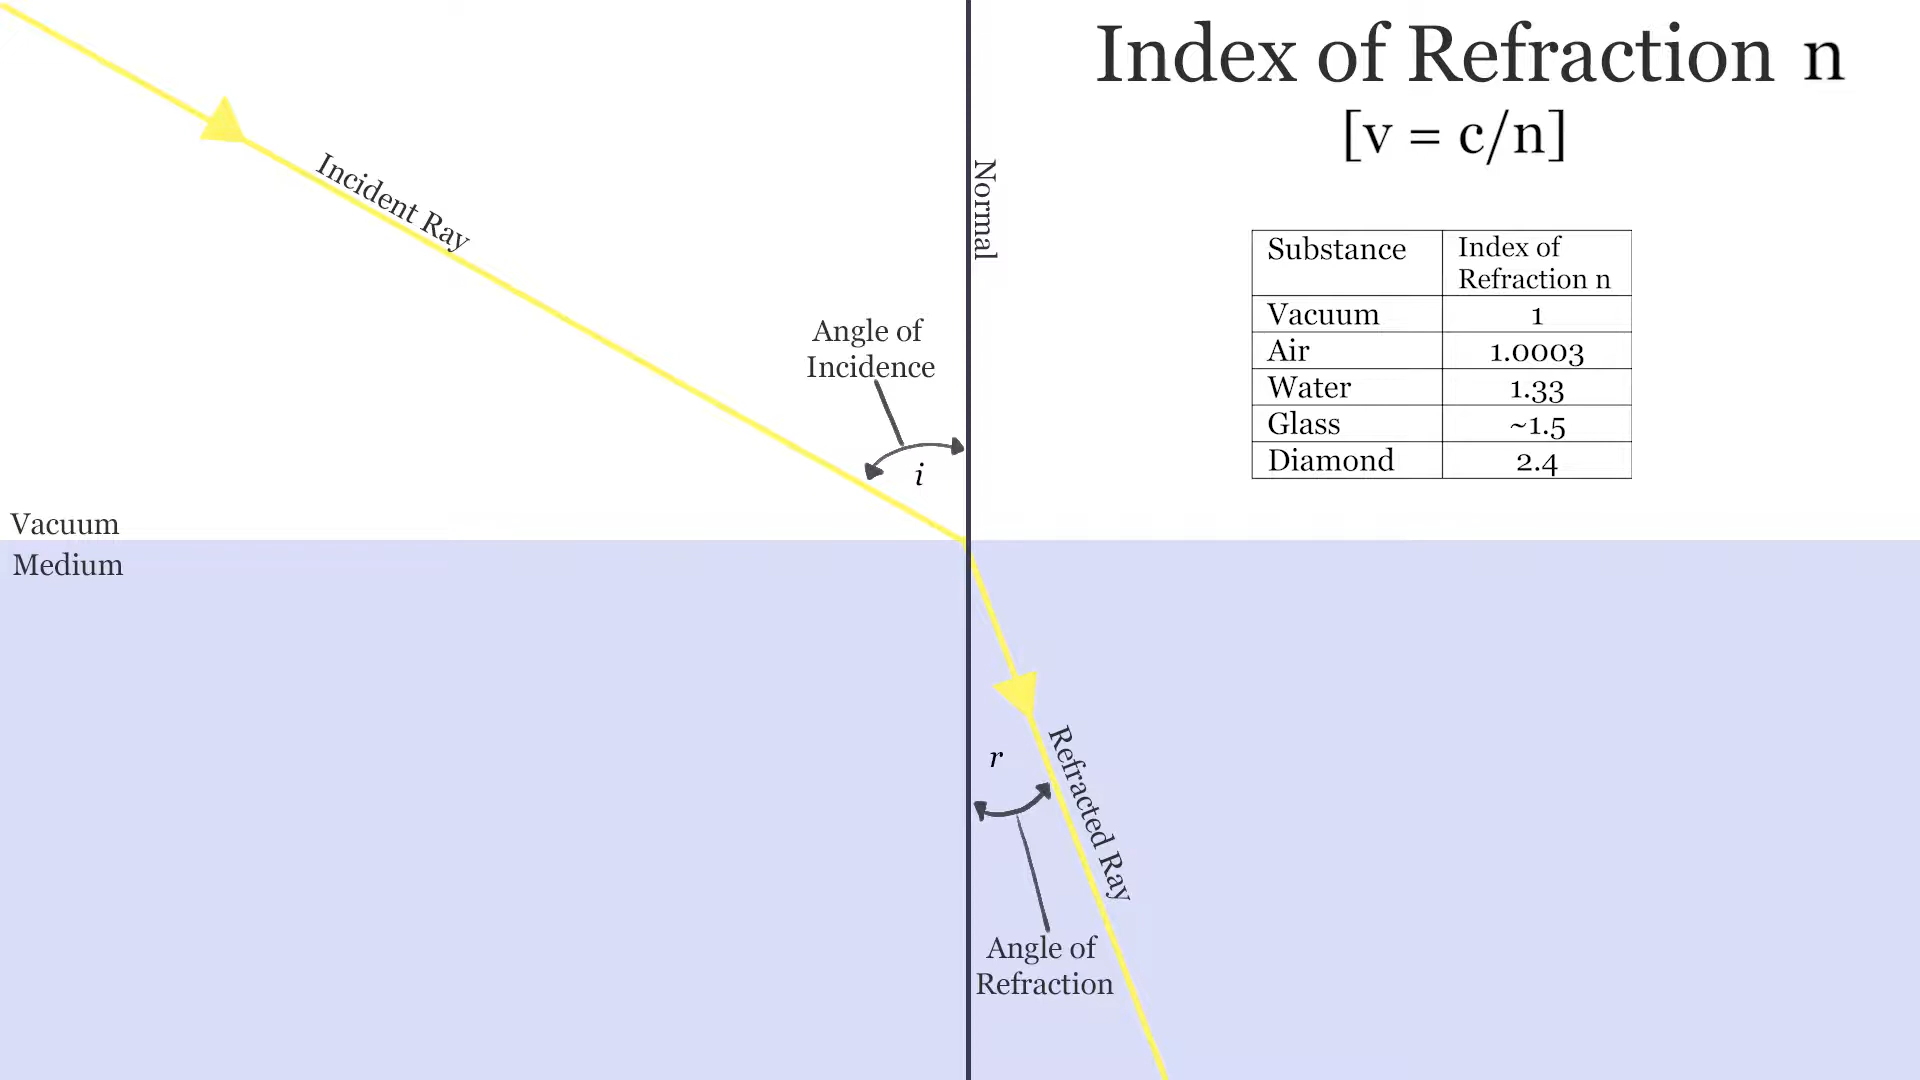 Index of Refraction n
[v = c/n]
Incident Ray
Normal
Substance
Index of
Refraction n
Vacuum
1
Air
1.0003
Water
1.33
Glass
~1.5
Diamond
2.4
Angle of
Incidence
i
Vacuum
Medium
r
Refracted Ray
Angle of
Refraction